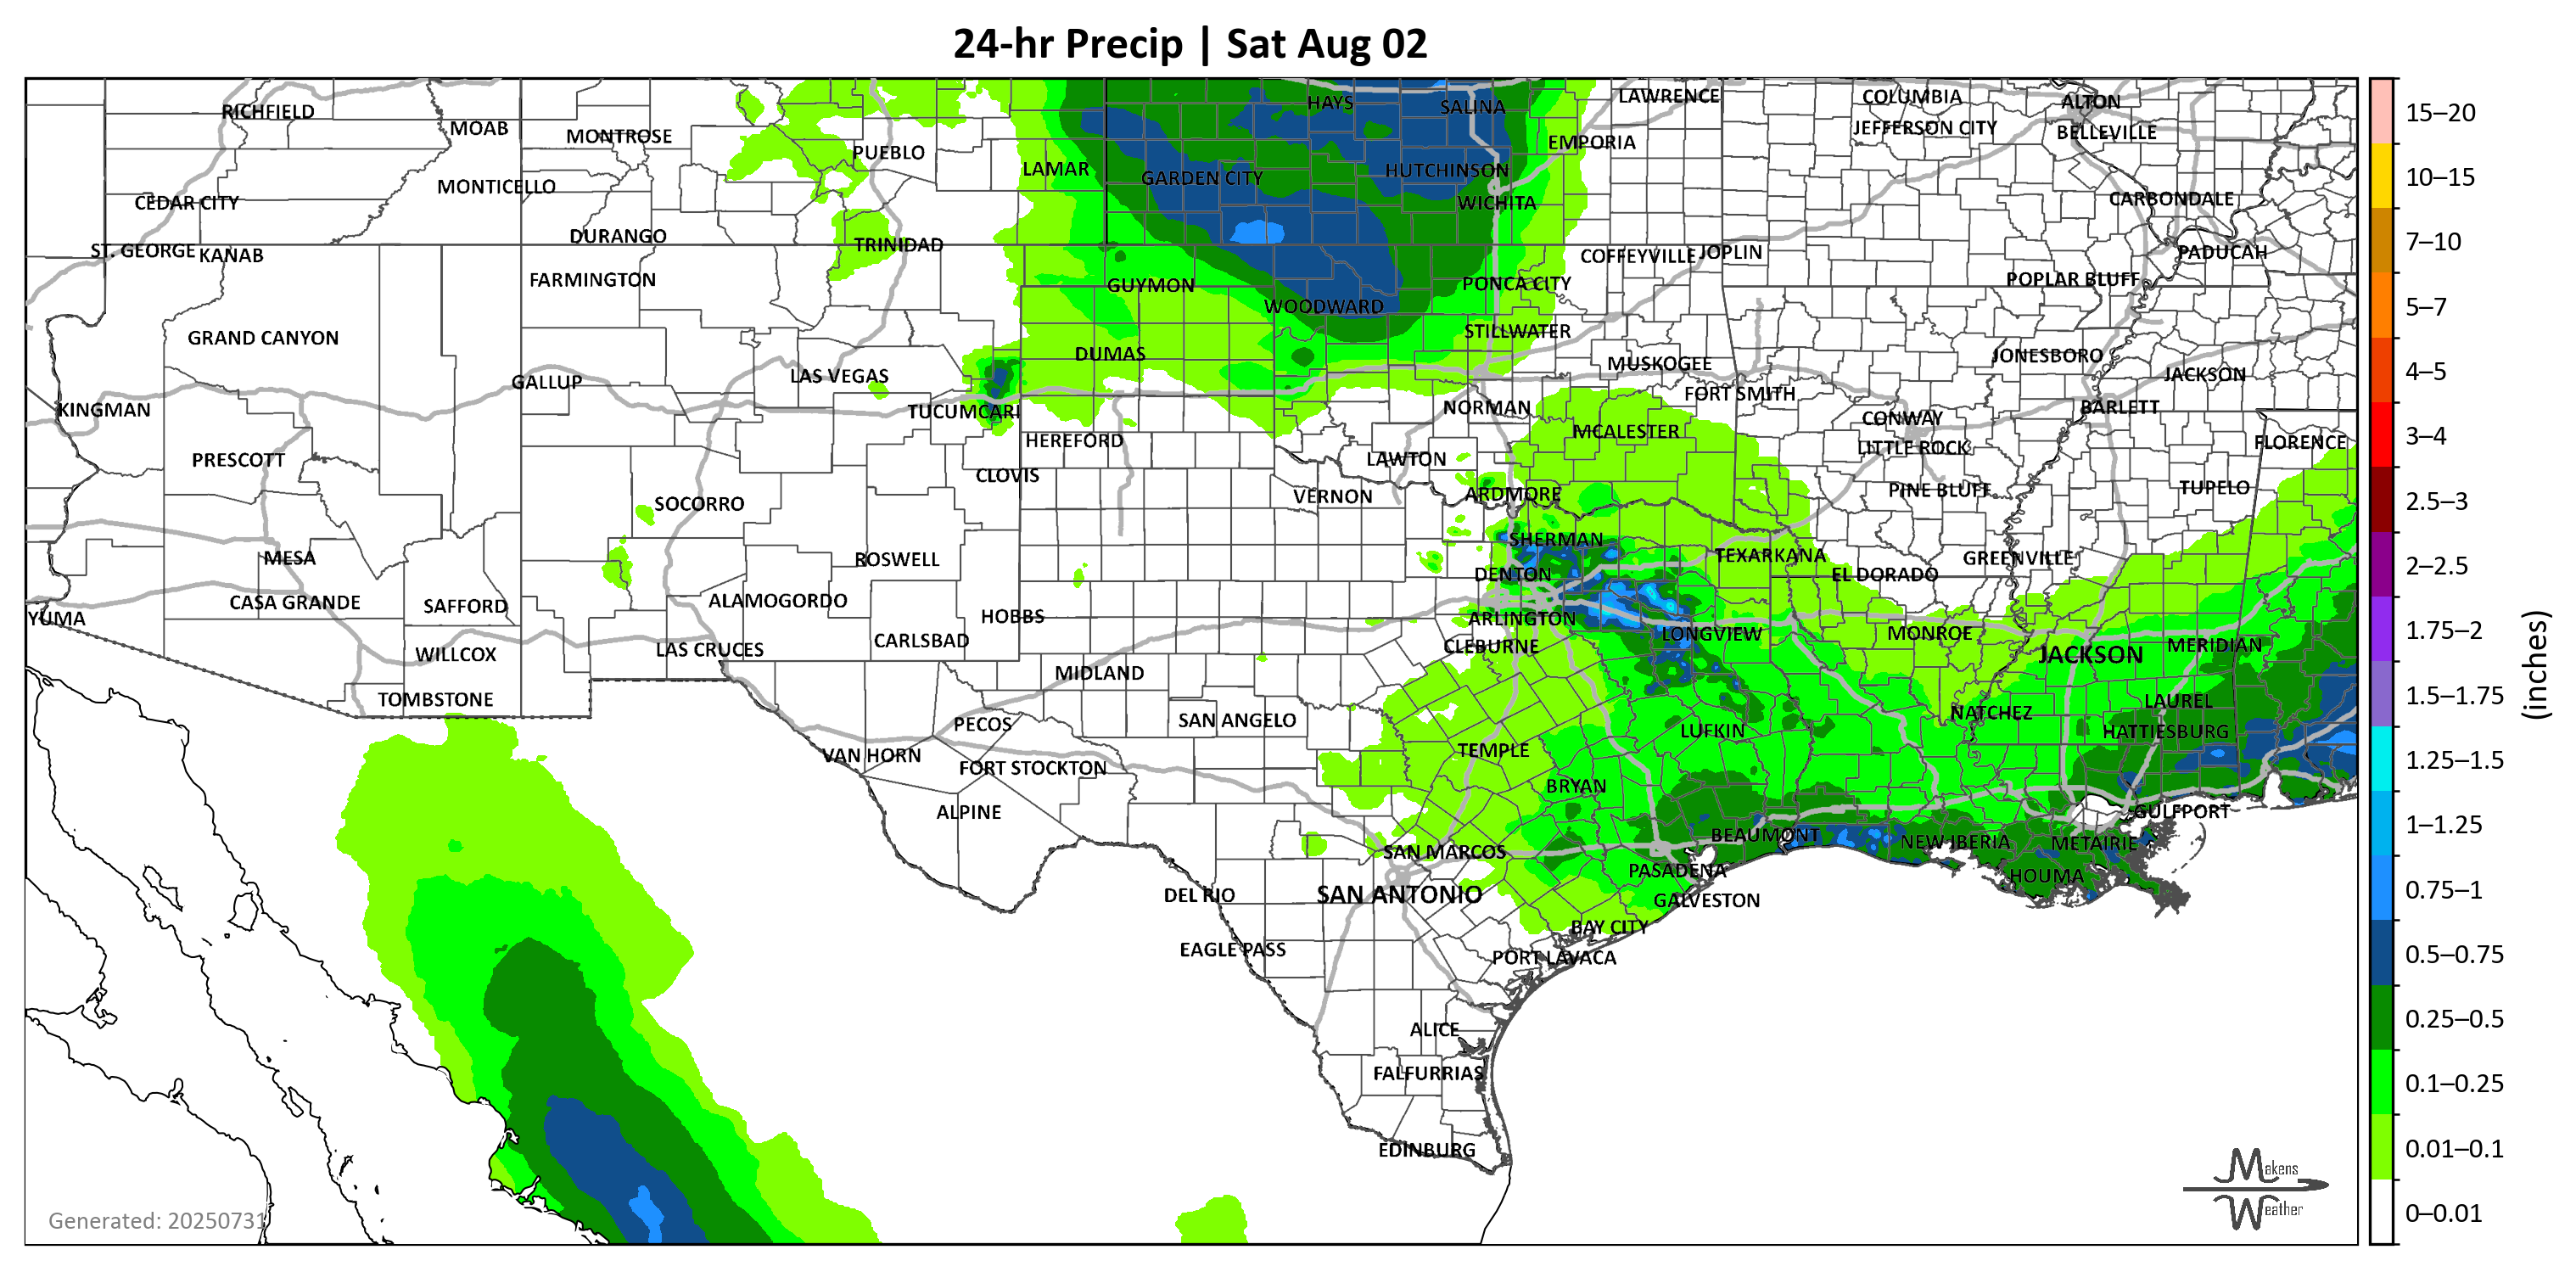 24-hr Precip | Sat Aug 02
RICHFIELD
MOAB
MONTROSE
PUEBLO
LAMAR
HAYS
SALINA
LAWRENCE
COLUMBIA
ALTON
JEFFERSON CITY
BELLEVILLE
EMPORIA
GARDEN CITY
HUTCHINSON
MONTICELLO
CEDAR CITY
WICHITA
CARBONDALE
DURANGO
TRINIDAD
ST. GEORGE
KANAB
COFFEYVILLE
JOPLIN
PADUCAH
FARMINGTON
GUYMON
PONCA CITY
POPLAR BLUFF
WOODWARD
GRAND CANYON
STILLWATER
DUMAS
JONESBORO
GALLUP
LAS VEGAS
MUSKOGEE
JACKSON
FORT SMITH
KINGMAN
TUCUMCARI
NORMAN
BARLETT
CONWAY
HEREFORD
MCALESTER
LITTLE ROCK
FLORENCE
PRESCOTT
CLOVIS
LAWTON
VERNON
ARDMORE
PINE BLUFF
TUPELO
SOCORRO
SHERMAN
MESA
ROSWELL
TEXARKANA
GREENVILLE
DENTON
EL DORADO
CASA GRANDE
SAFFORD
ALAMOGORDO
HOBBS
YUMA
ARLINGTON
CARLSBAD
LONGVIEW
MONROE
WILLCOX
LAS CRUCES
CLEBURNE
JACKSON
MERIDIAN
MIDLAND
TOMBSTONE
LAUREL
PECOS
SAN ANGELO
NATCHEZ
LUFKIN
HATTIESBURG
VAN HORN
FORT STOCKTON
TEMPLE
BRYAN
ALPINE
GULFPORT
BEAUMONT
NEW IBERIA
METAIRIE
SAN MARCOS
PASADENA
HOUMA
DEL RIO
SAN ANTONIO
GALVESTON
BAY CITY
EAGLE PASS
PORT LAVACA
ALICE
FALFURRIAS
EDINBURG
Generated: 20250731
Makens
Weather
15–20
10–15
7–10
5–7
4–5
3–4
2.5–3
2–2.5
1.75–2
1.5–1.75
1.25–1.5
1–1.25
0.75–1
0.5–0.75
0.25–0.5
0.1–0.25
0.01–0.1
0–0.01
(inches)